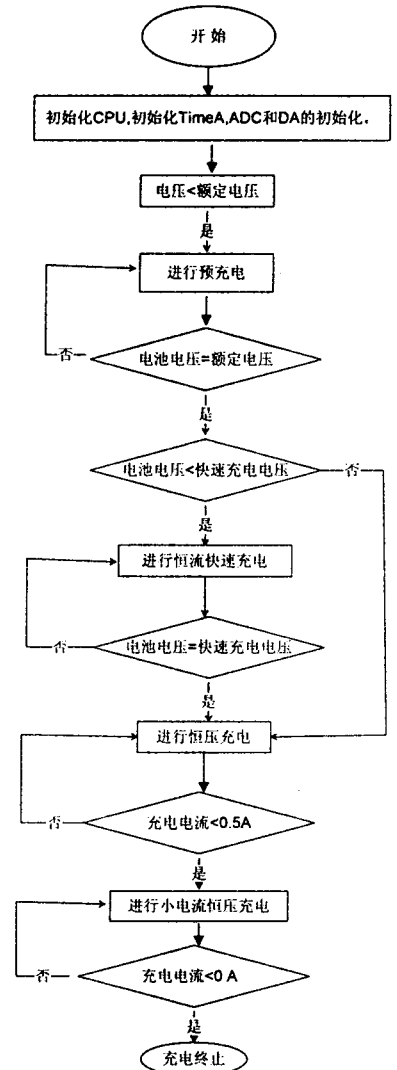 开 始
初始化CPU,初始化TimeA,ADC和DA的初始化。
电压<额定电压
是
进行预充电
电池电压=额定电压
否
是
电池电压<快速充电电压
否
是
进行恒流快速充电
电池电压=快速充电电压
否
是
进行恒压充电
充电电流<0.5A
否
是
进行小电流恒压充电
充电电流<0 A
否
是
充电终止